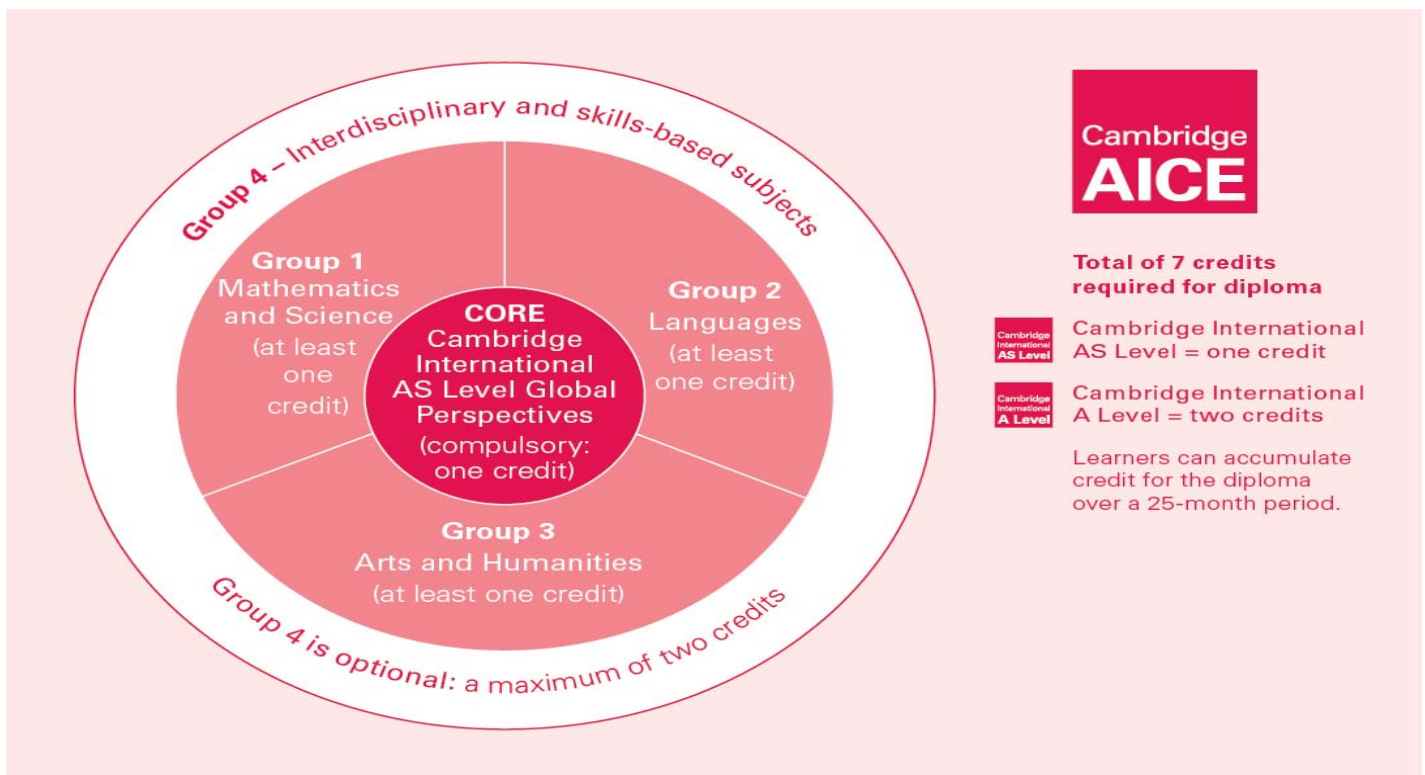 Group 4 – Interdisciplinary and skills-based subjects
Group 1
Mathematics
and Science
(at least
one
credit)
CORE
Cambridge
International
AS Level Global
Perspectives
(compulsory:
one credit)
Group 2
Languages
(at least
one credit)
Group 3
Arts and Humanities
(at least one credit)
Group 4 is optional: a maximum of two credits
Cambridge
AICE
Total of 7 credits
required for diploma
Cambridge
International
AS Level
Cambridge International
AS Level = one credit
Cambridge
International
A Level
Cambridge International
A Level = two credits
Learners can accumulate
credit for the diploma
over a 25-month period.